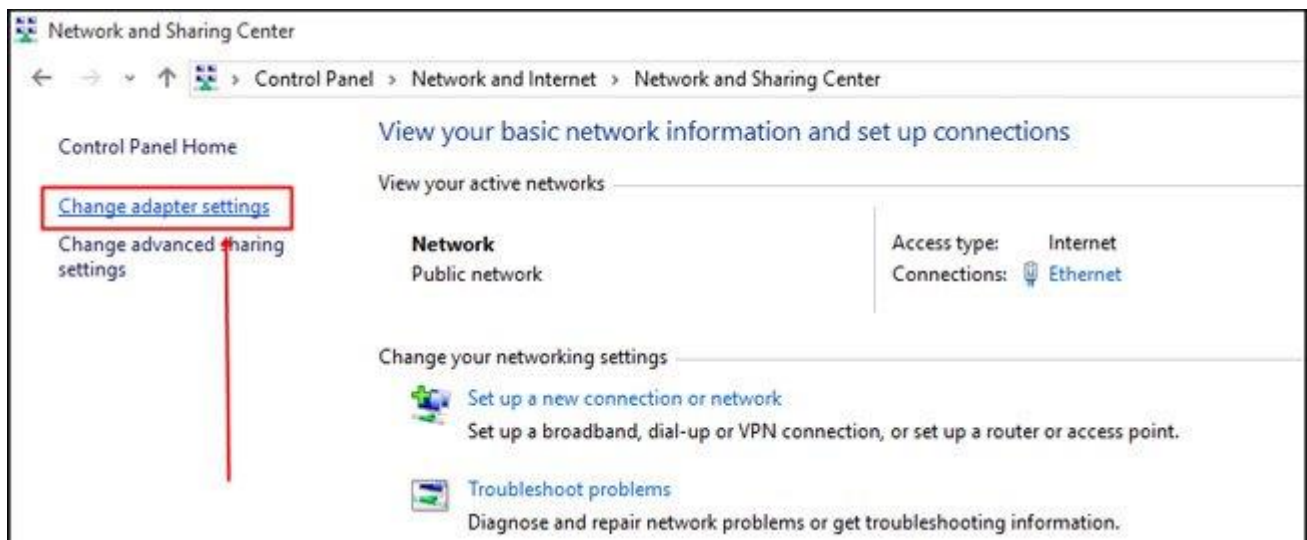 Network and Sharing Center
Control Panel > Network and Internet > Network and Sharing Center
Control Panel Home
Change adapter settings
Change advanced sharing
settings
View your basic network information and set up connections
View your active networks
Network
Public network
Access type: Internet
Connections: Ethernet
Change your networking settings
Set up a new connection or network
Set up a broadband, dial-up or VPN connection, or set up a router or access point.
Troubleshoot problems
Diagnose and repair network problems or get troubleshooting information.